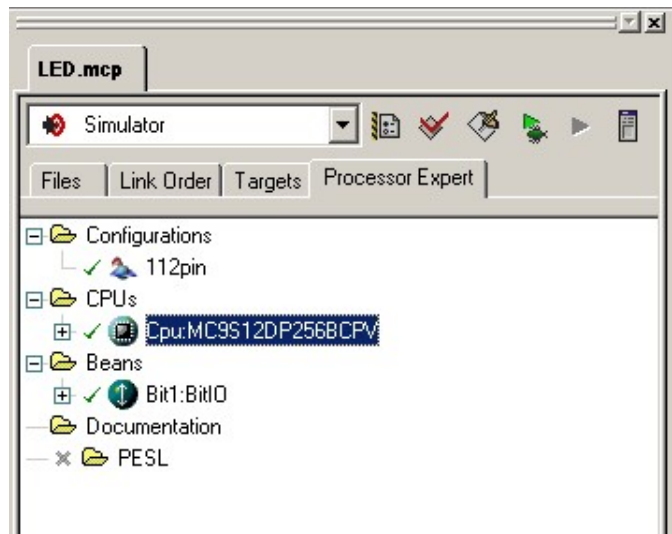 LED.mcp
Simulator
Files Link Order Targets Processor Expert
Configurations
112pin
CPUs
Cpu:MC9S12DP256BCPV
Beans
Bit1:BitIO
Documentation
PESL